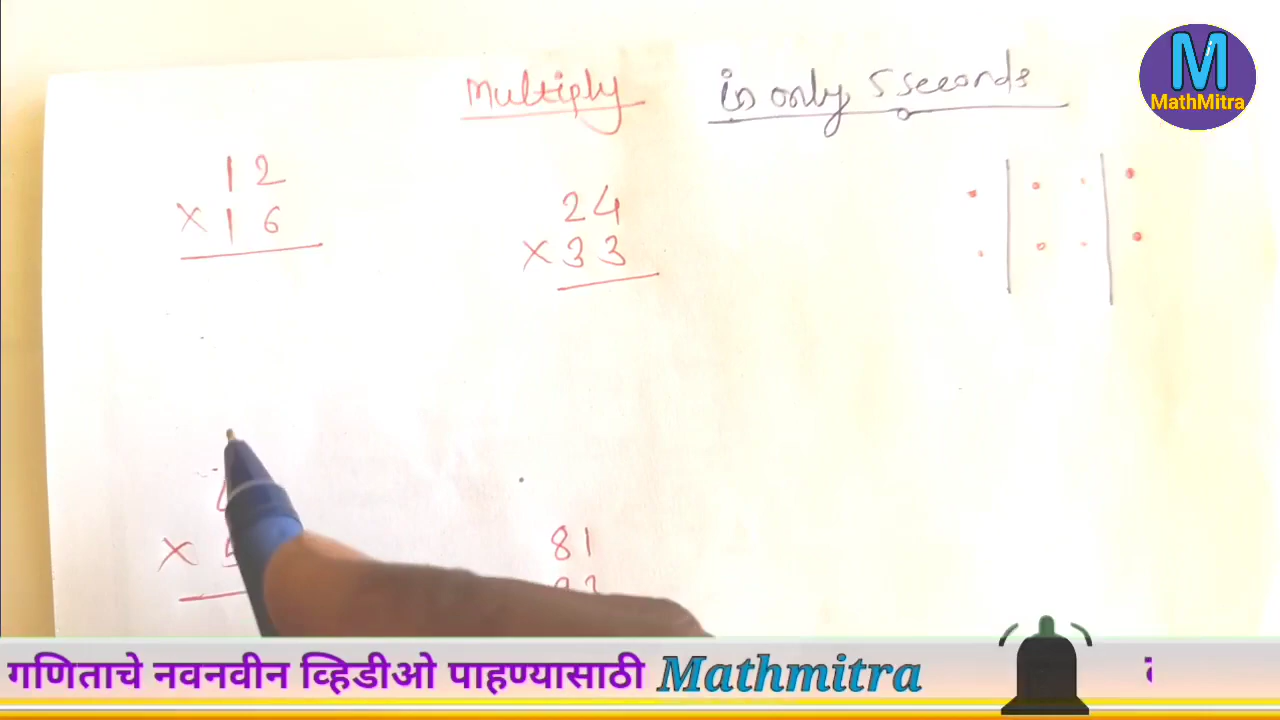 Multiply in only 5 seconds
M
MathMitra
12
× 16
24
× 33
×
81
गणिताचे नवनवीन व्हिडीओ पाहण्यासाठी Mathmitra